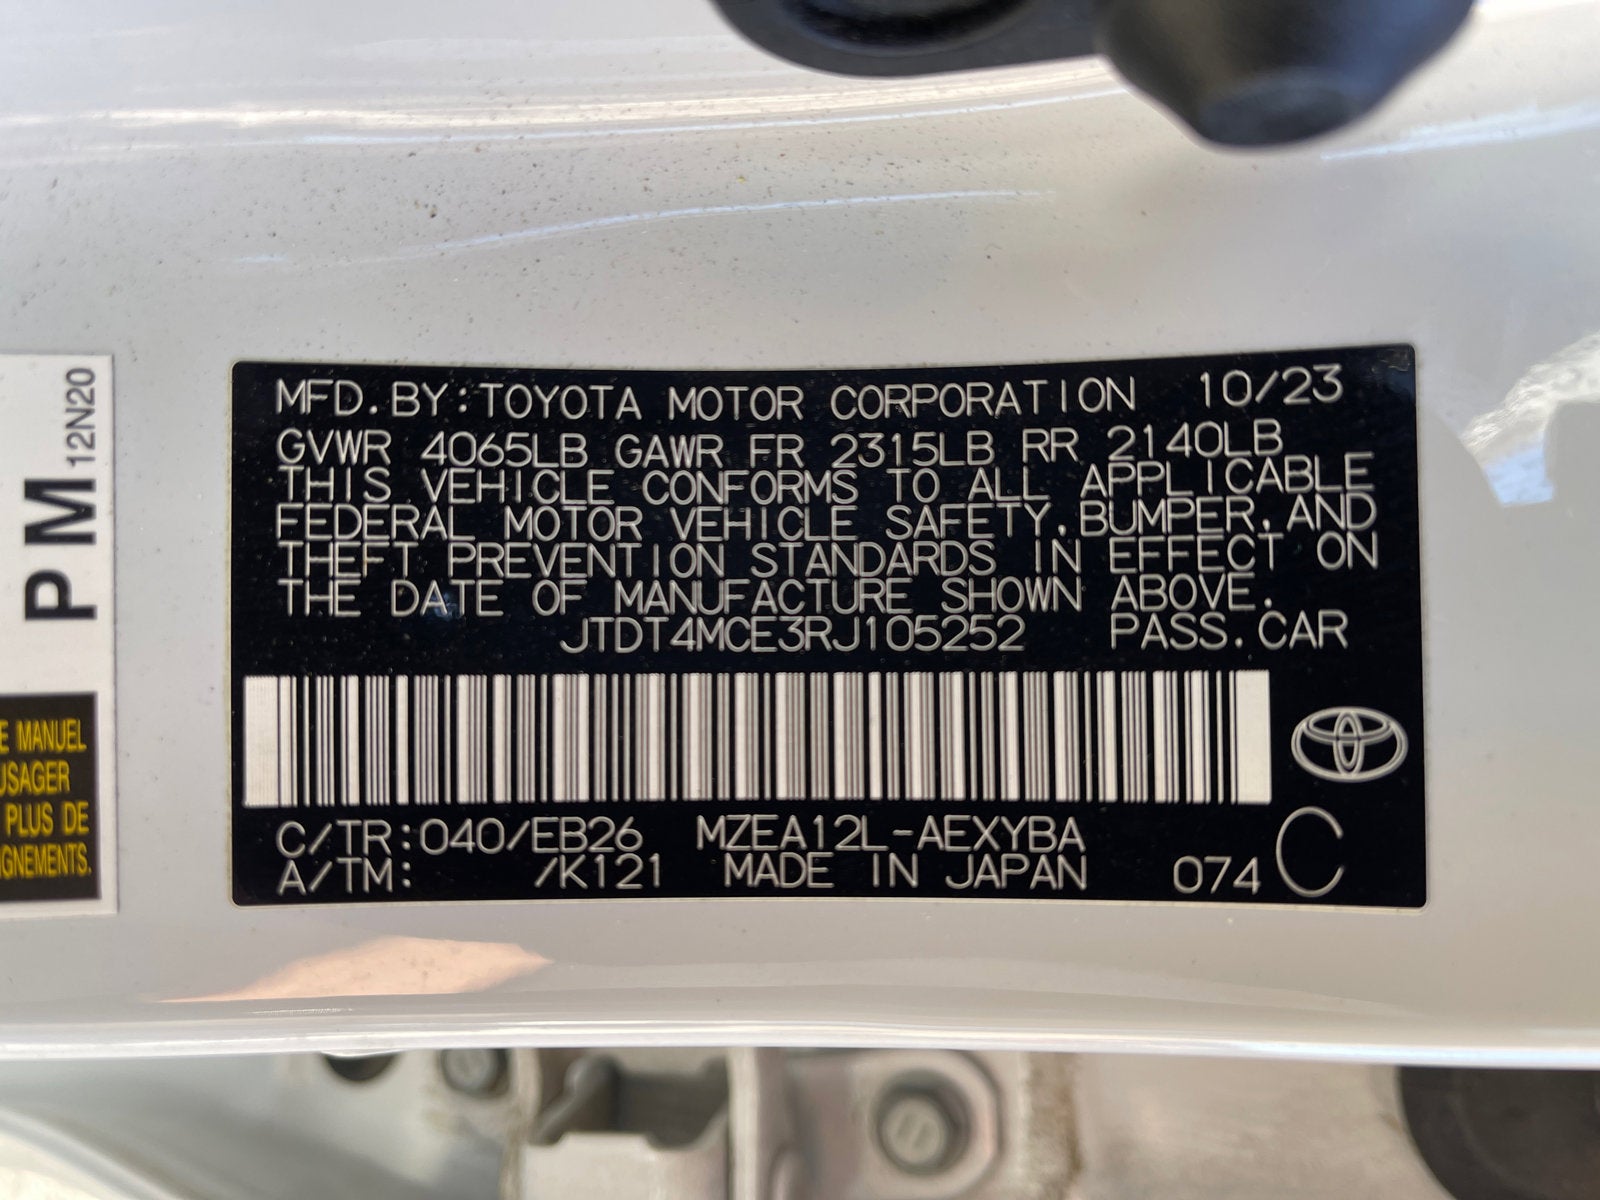 PM 12N20
E MANUEL
USAGER
PLUS DE
IGNEMENTS.
MFD.BY:TOYOTA MOTOR CORPORATION 10/23
GVWR 4065LB GAWR FR 2315LB RR 2140LB
THIS VEHICLE CONFORMS TO ALL APPLICABLE
FEDERAL MOTOR VEHICLE SAFETY,BUMPER,AND
THEFT PREVENTION STANDARDS IN EFFECT ON
THE DATE OF MANUFACTURE SHOWN ABOVE.
JTDT4MCE3RJ105252 PASS.CAR
C/TR:040/EB26 MZEA12L-AEXYBA
A/TM: /K121 MADE IN JAPAN 074 C